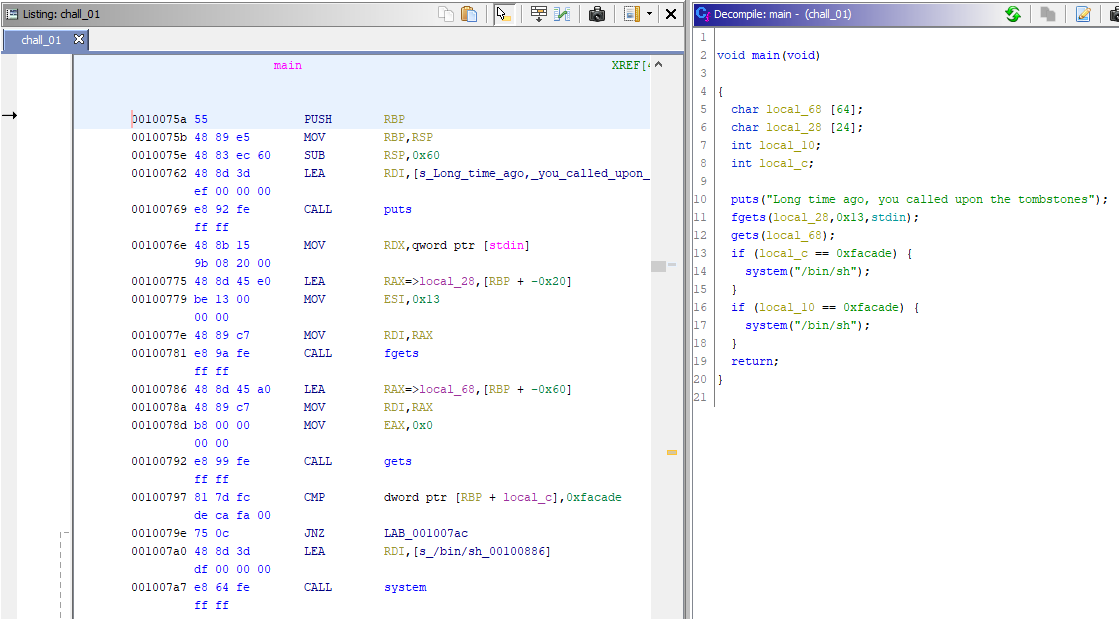 Listing: chall_01
chall_01
main XREF[4
0010075a 55 PUSH RBP
0010075b 48 89 e5 MOV RBP,RSP
0010075e 48 83 ec 60 SUB RSP,0x60
00100762 48 8d 3d LEA RDI,[s_Long_time_ago,_you_called_upon_
ef 00 00 00
00100769 e8 92 fe CALL puts
ff ff
0010076e 48 8b 15 MOV RDX,qword ptr [stdin]
9b 08 20 00
00100775 48 8d 45 e0 LEA RAX=>local_28,[RBP + -0x20]
00100779 be 13 00 MOV ESI,0x13
00 00
0010077e 48 89 c7 MOV RDI,RAX
00100781 e8 9a fe CALL fgets
ff ff
00100786 48 8d 45 a0 LEA RAX=>local_68,[RBP + -0x60]
0010078a 48 89 c7 MOV RDI,RAX
0010078d b8 00 00 MOV EAX,0x0
00 00
00100792 e8 99 fe CALL gets
ff ff
00100797 81 7d fc CMP dword ptr [RBP + local_c],0xfacade
de ca fa 00
0010079e 75 0c JNZ LAB_001007ac
001007a0 48 8d 3d LEA RDI,[s_/bin/sh_00100886]
df 00 00 00
001007a7 e8 64 fe CALL system
ff ff
Decompile: main - (chall_01)
1
2 void main(void)
3
4 {
5 char local_68 [64];
6 char local_28 [24];
7 int local_10;
8 int local_c;
9
10 puts("Long time ago, you called upon the tombstones");
11 fgets(local_28,0x13,stdin);
12 gets(local_68);
13 if (local_c == 0xfacade) {
14 system("/bin/sh");
15 }
16 if (local_10 == 0xfacade) {
17 system("/bin/sh");
18 }
19 return;
20 }
21